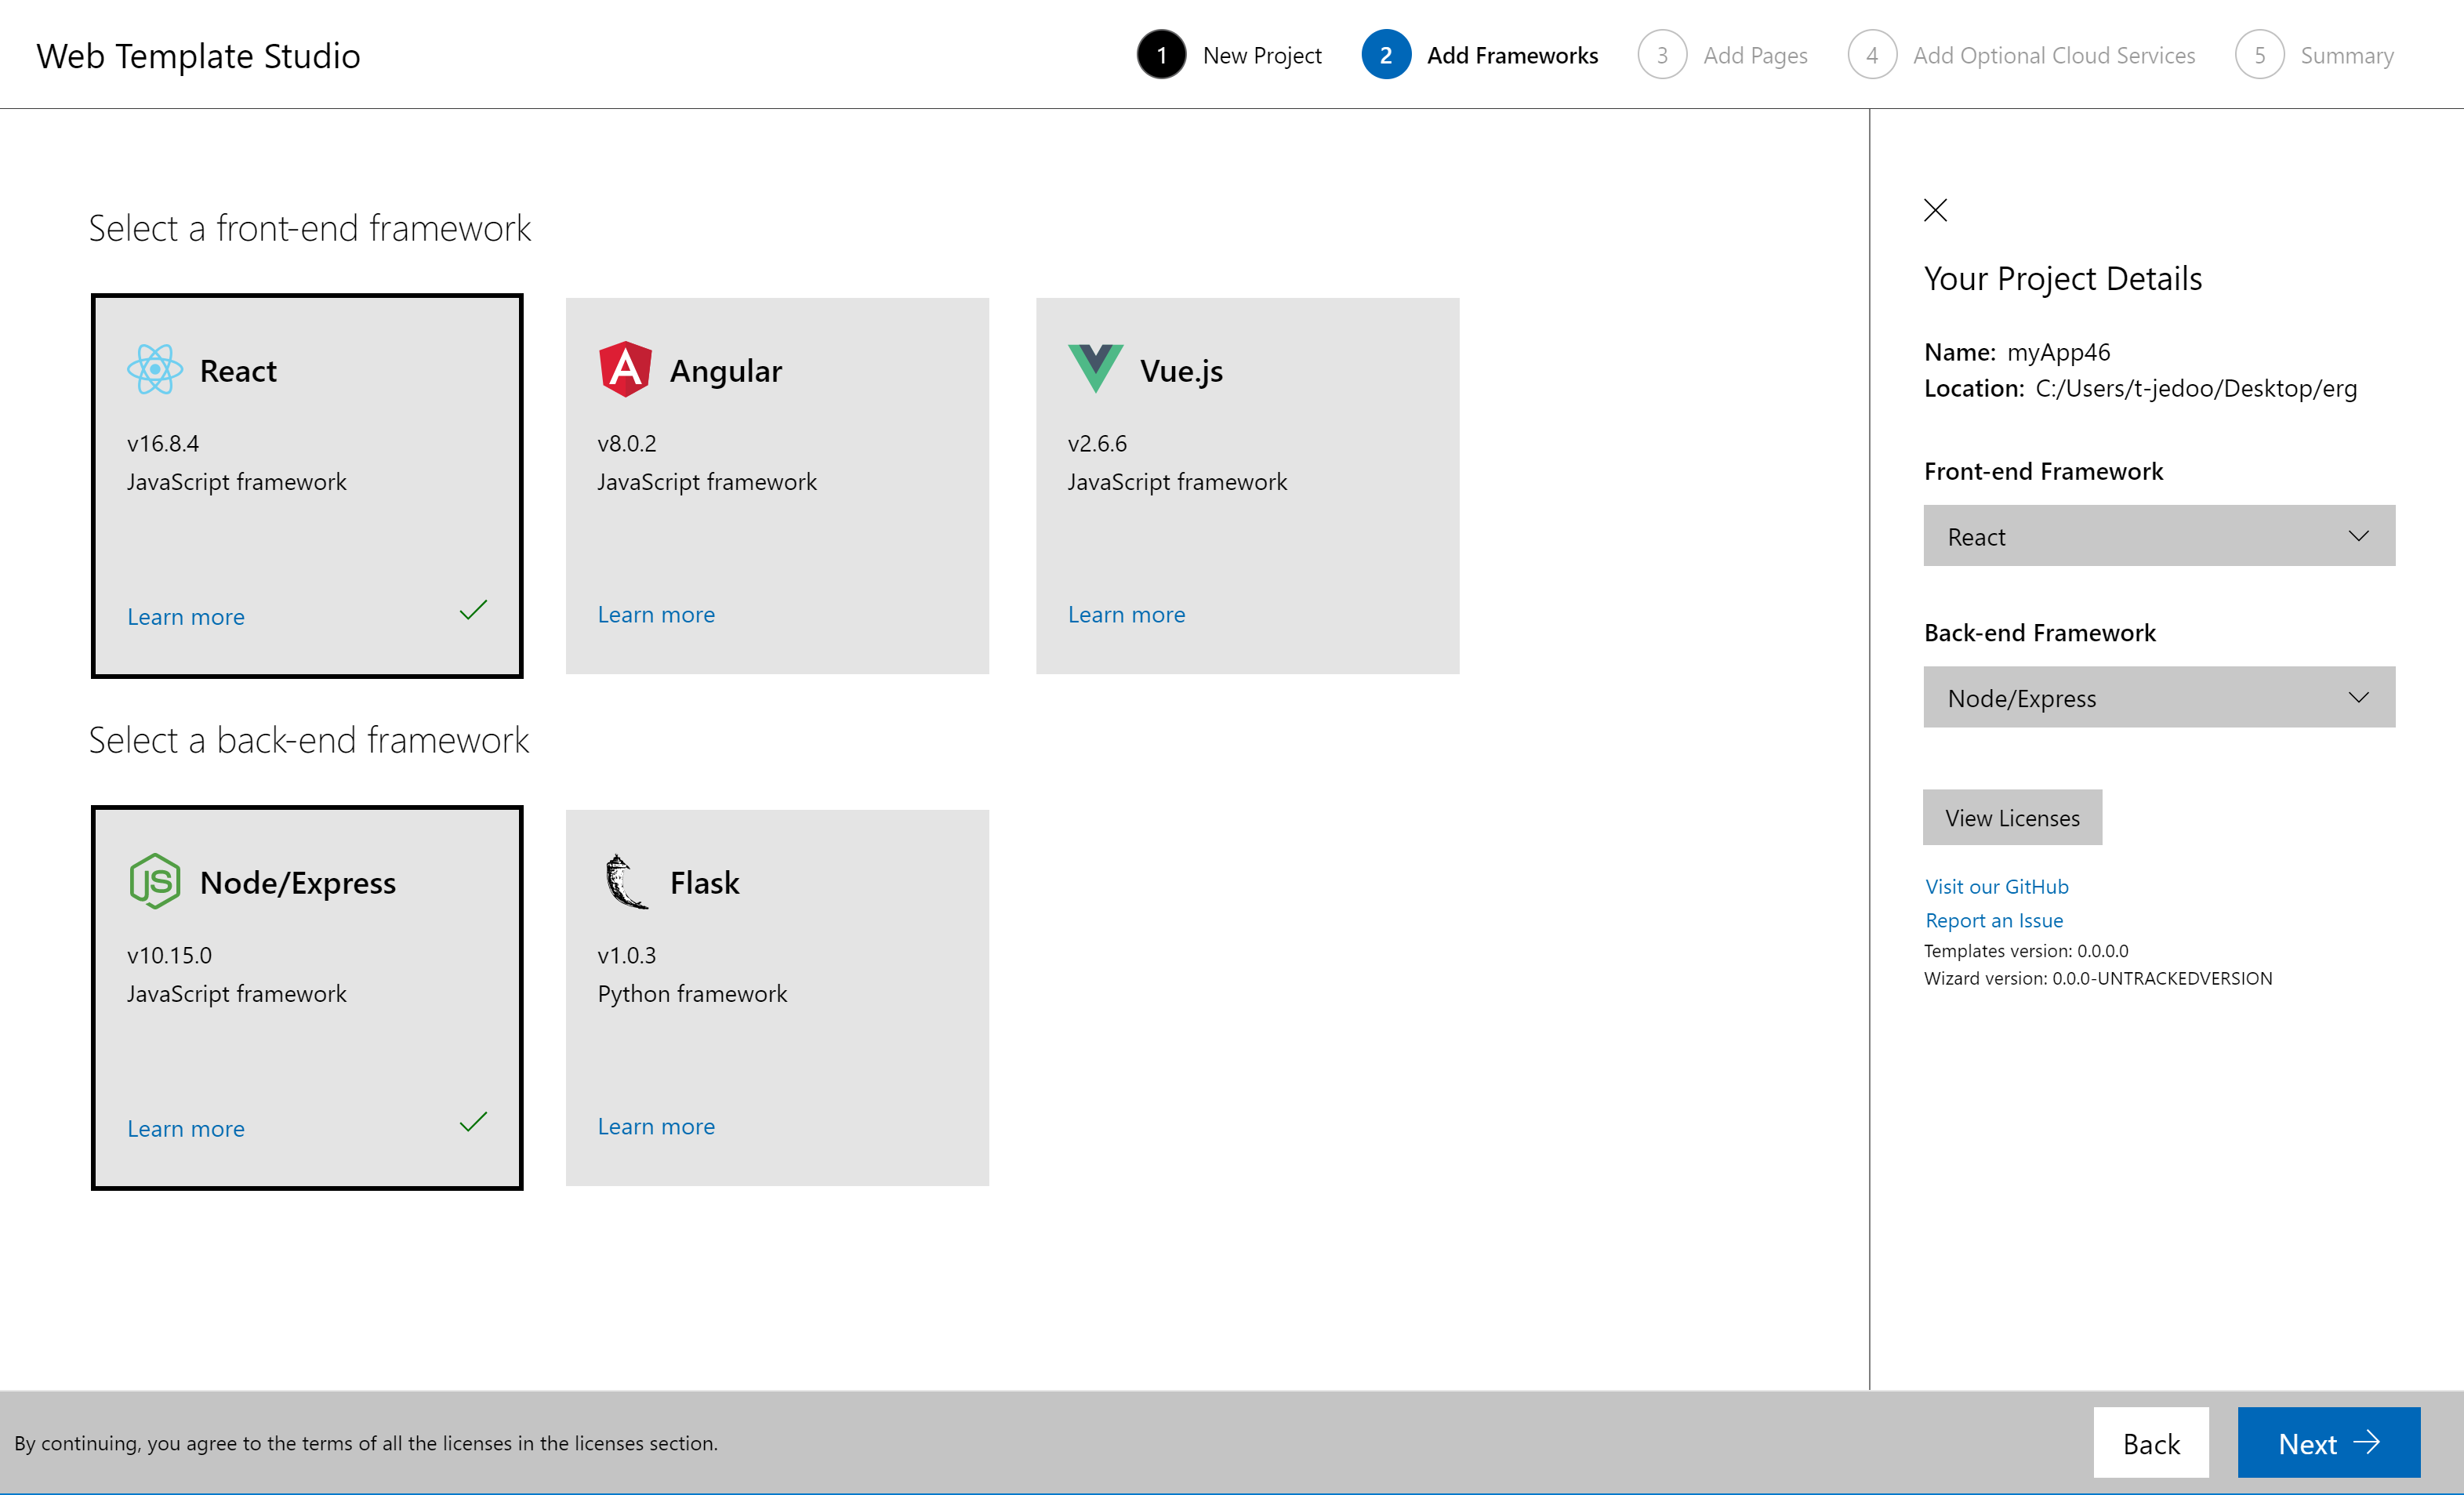 Web Template Studio
1 New Project 2 Add Frameworks 3 Add Pages 4 Add Optional Cloud Services 5 Summary
Select a front-end framework
React
v16.8.4
JavaScript framework
Learn more
Angular
v8.0.2
JavaScript framework
Learn more
Vue.js
v2.6.6
JavaScript framework
Learn more
Select a back-end framework
JS Node/Express
v10.15.0
JavaScript framework
Learn more
Flask
v1.0.3
Python framework
Learn more
Your Project Details
Name: myApp46
Location: C:/Users/t-jedoo/Desktop/erg
Front-end Framework
React
Back-end Framework
Node/Express
View Licenses
Visit our GitHub
Report an Issue
Templates version: 0.0.0.0
Wizard version: 0.0.0-UNTRACKEDVERSION
By continuing, you agree to the terms of all the licenses in the licenses section.
Back
Next